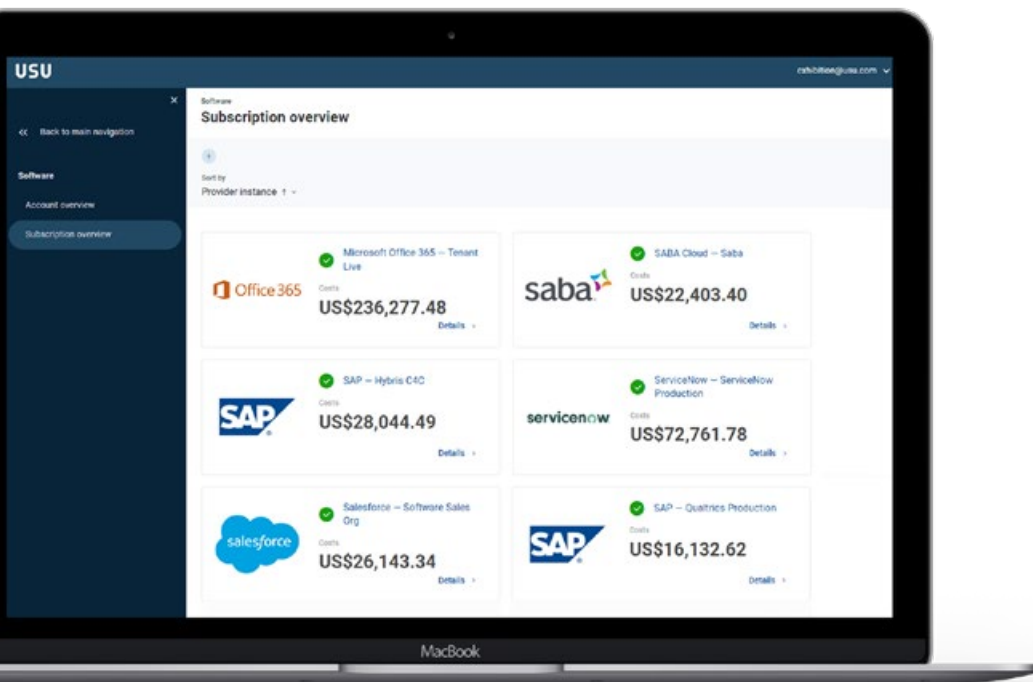 USU
exhibition@usu.com
Back to main navigation
Software
Account overview
Subscription overview
Software
Subscription overview
Sort by
Provider instance
Office 365
Microsoft Office 365 – Tenant
Live
Costs
US$236,277.48
Details
saba
SABA Cloud – Saba
Costs
US$22,403.40
Details
SAP
SAP – Hybris C4C
Costs
US$28,044.49
Details
servicenow
ServiceNow – ServiceNow
Production
Costs
US$72,761.78
Details
salesforce
Salesforce – Software Sales
Org
Costs
US$26,143.34
Details
SAP
SAP – Qualtrics Production
Costs
US$16,132.62
Details
MacBook